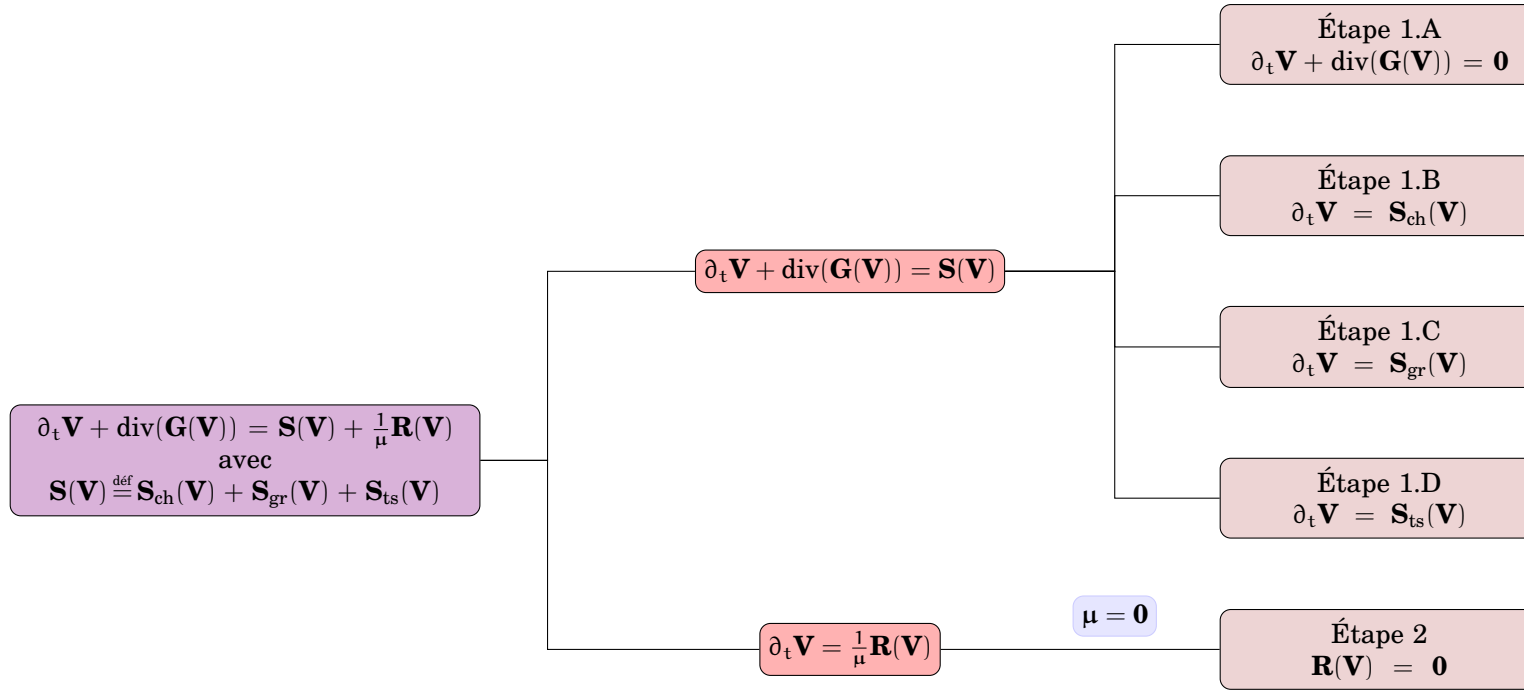 Étape 1.A
∂ₜ𝐕 + div(𝐆(𝐕)) = 𝟎
Étape 1.B
∂ₜ𝐕 = 𝐒_ch(𝐕)
∂ₜ𝐕 + div(𝐆(𝐕)) = 𝐒(𝐕)
Étape 1.C
∂ₜ𝐕 = 𝐒_gr(𝐕)
∂ₜ𝐕 + div(𝐆(𝐕)) = 𝐒(𝐕) + 1/μ 𝐑(𝐕)
avec
𝐒(𝐕) déf= 𝐒_ch(𝐕) + 𝐒_gr(𝐕) + 𝐒_ts(𝐕)
Étape 1.D
∂ₜ𝐕 = 𝐒_ts(𝐕)
∂ₜ𝐕 = 1/μ 𝐑(𝐕)
μ = 𝟎
Étape 2
𝐑(𝐕) = 𝟎